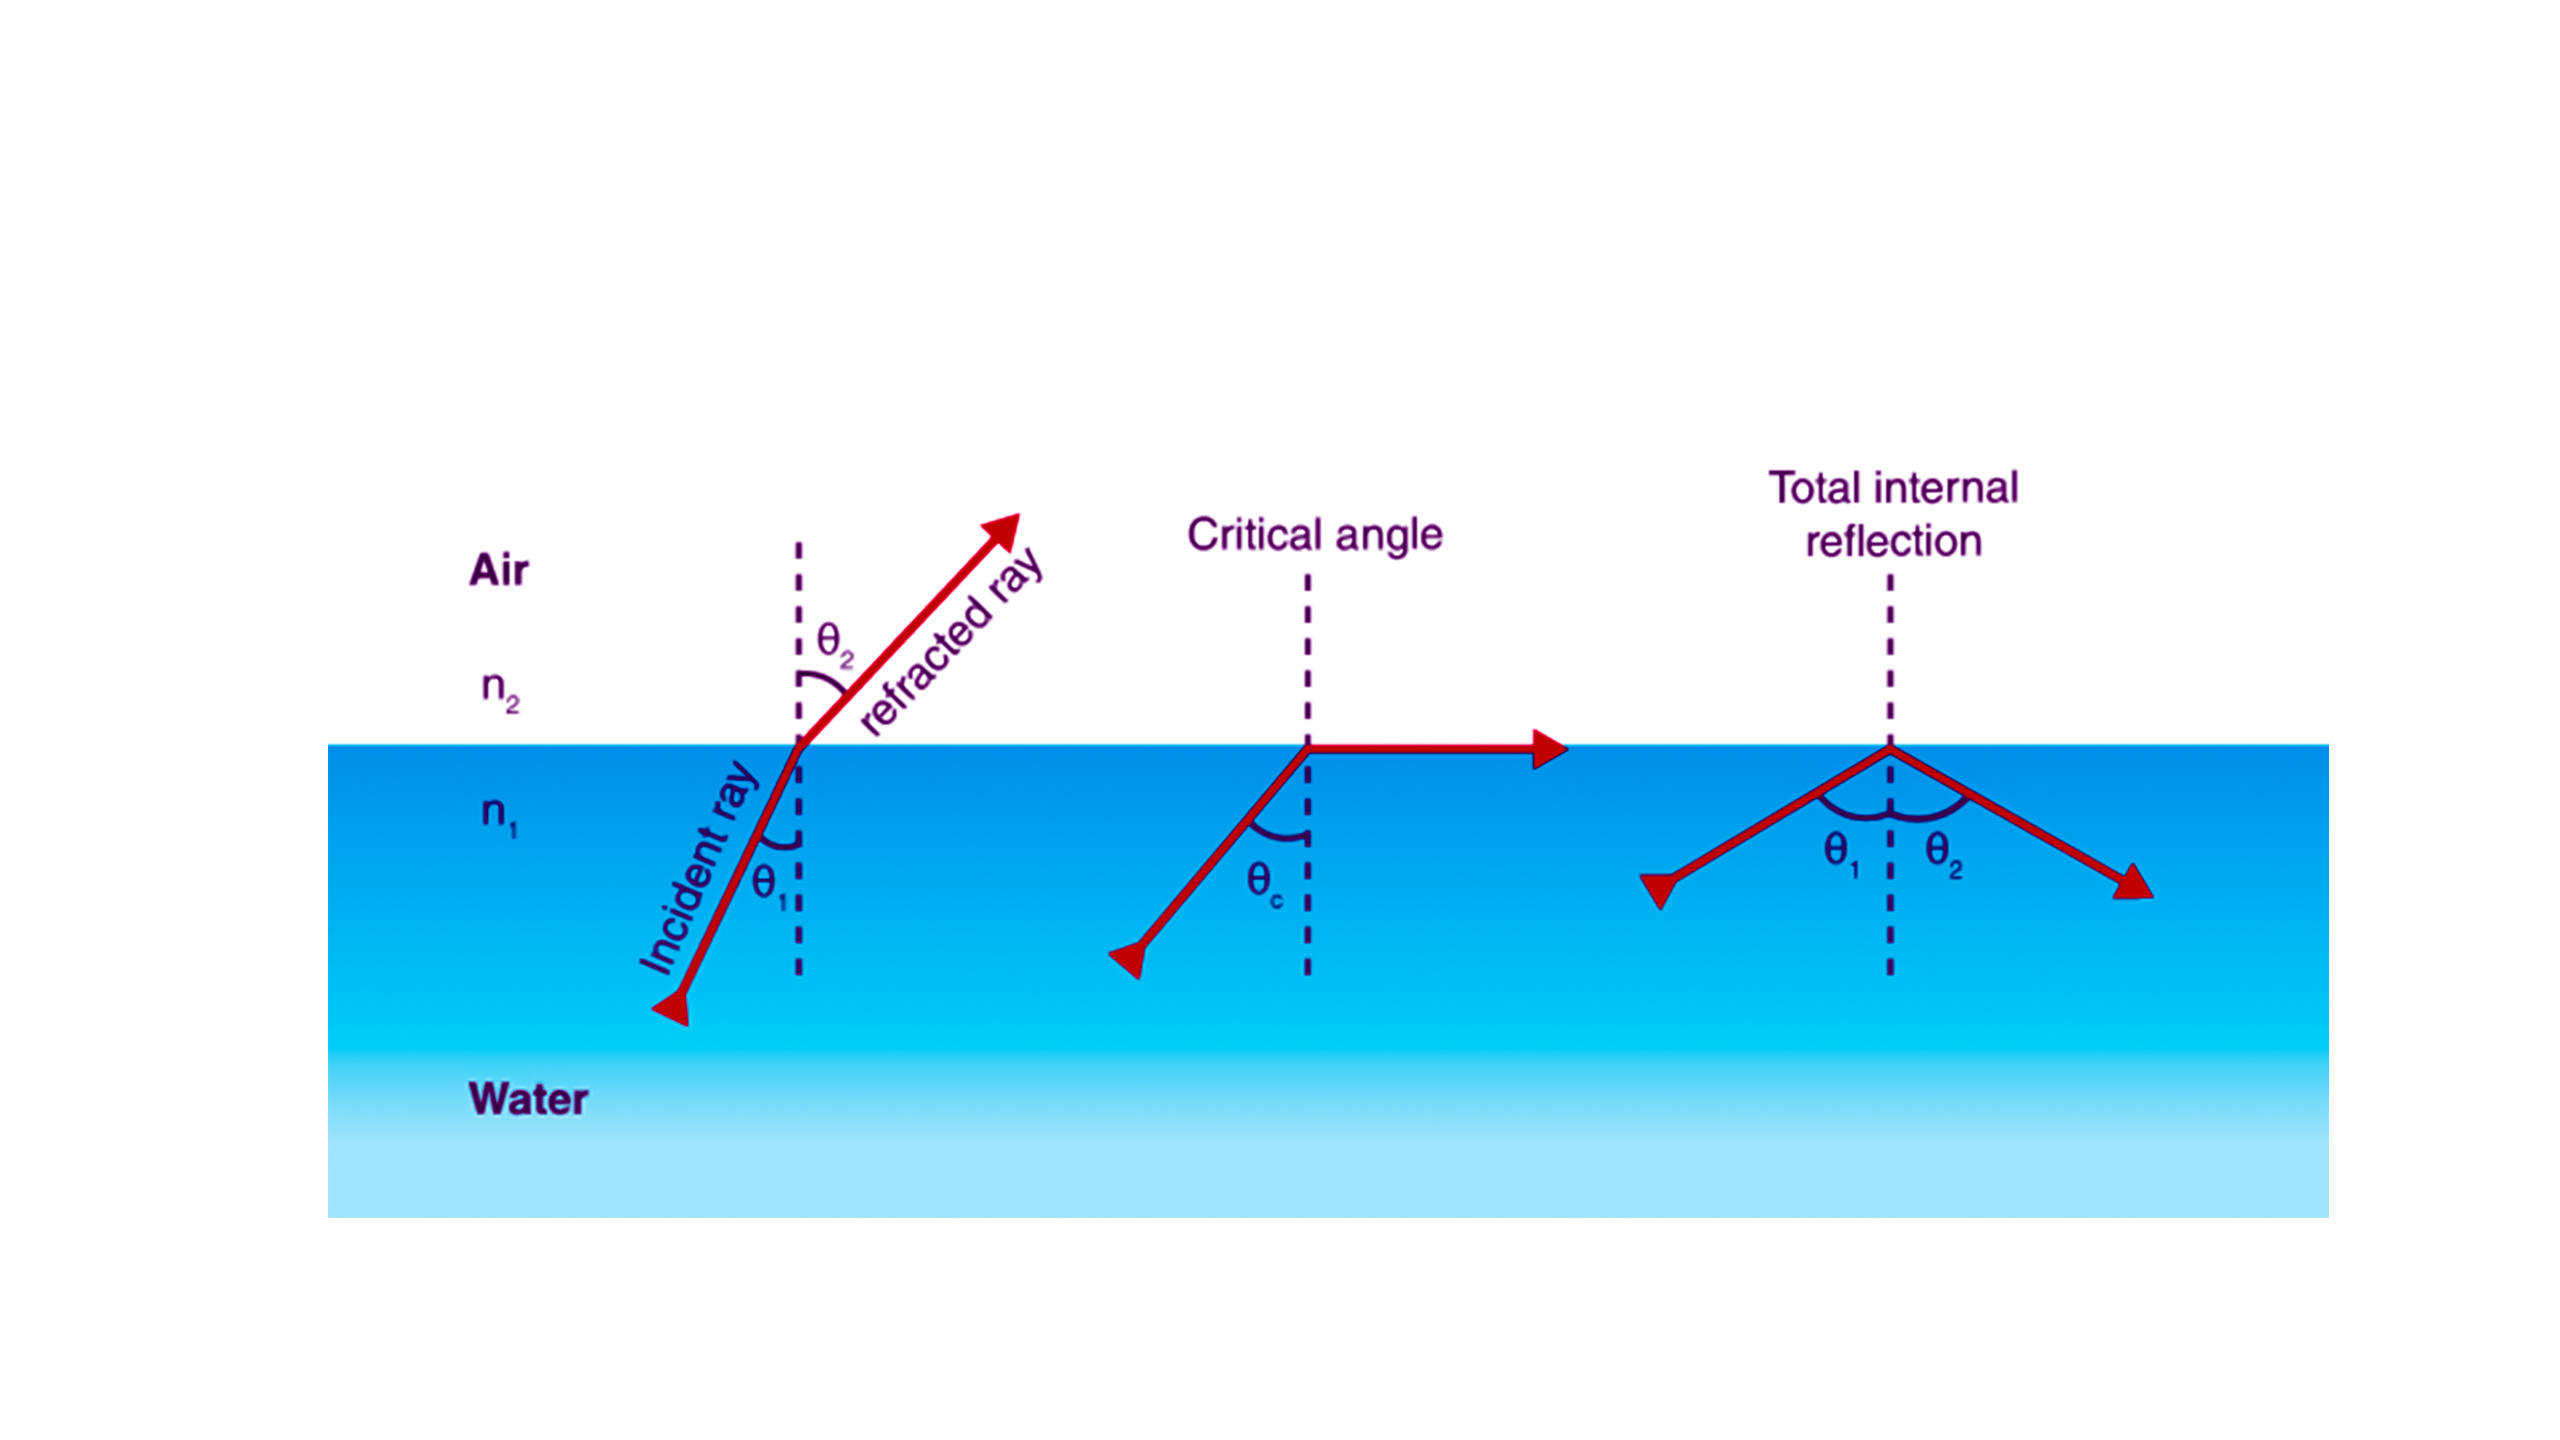 Total internal
reflection
Critical angle
Air
θ2
refracted ray
n2
n1
Incident ray
θ1
θc
θ1
θ2
Water